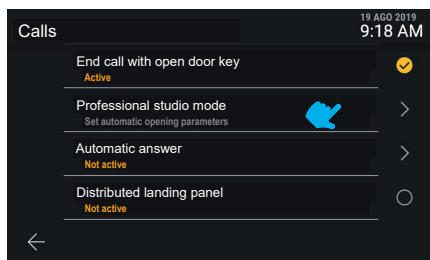 19 AGO 2019
Calls
9:18 AM
End call with open door key
Active
Professional studio mode
Set automatic opening parameters
Automatic answer
Not active
Distributed landing panel
Not active